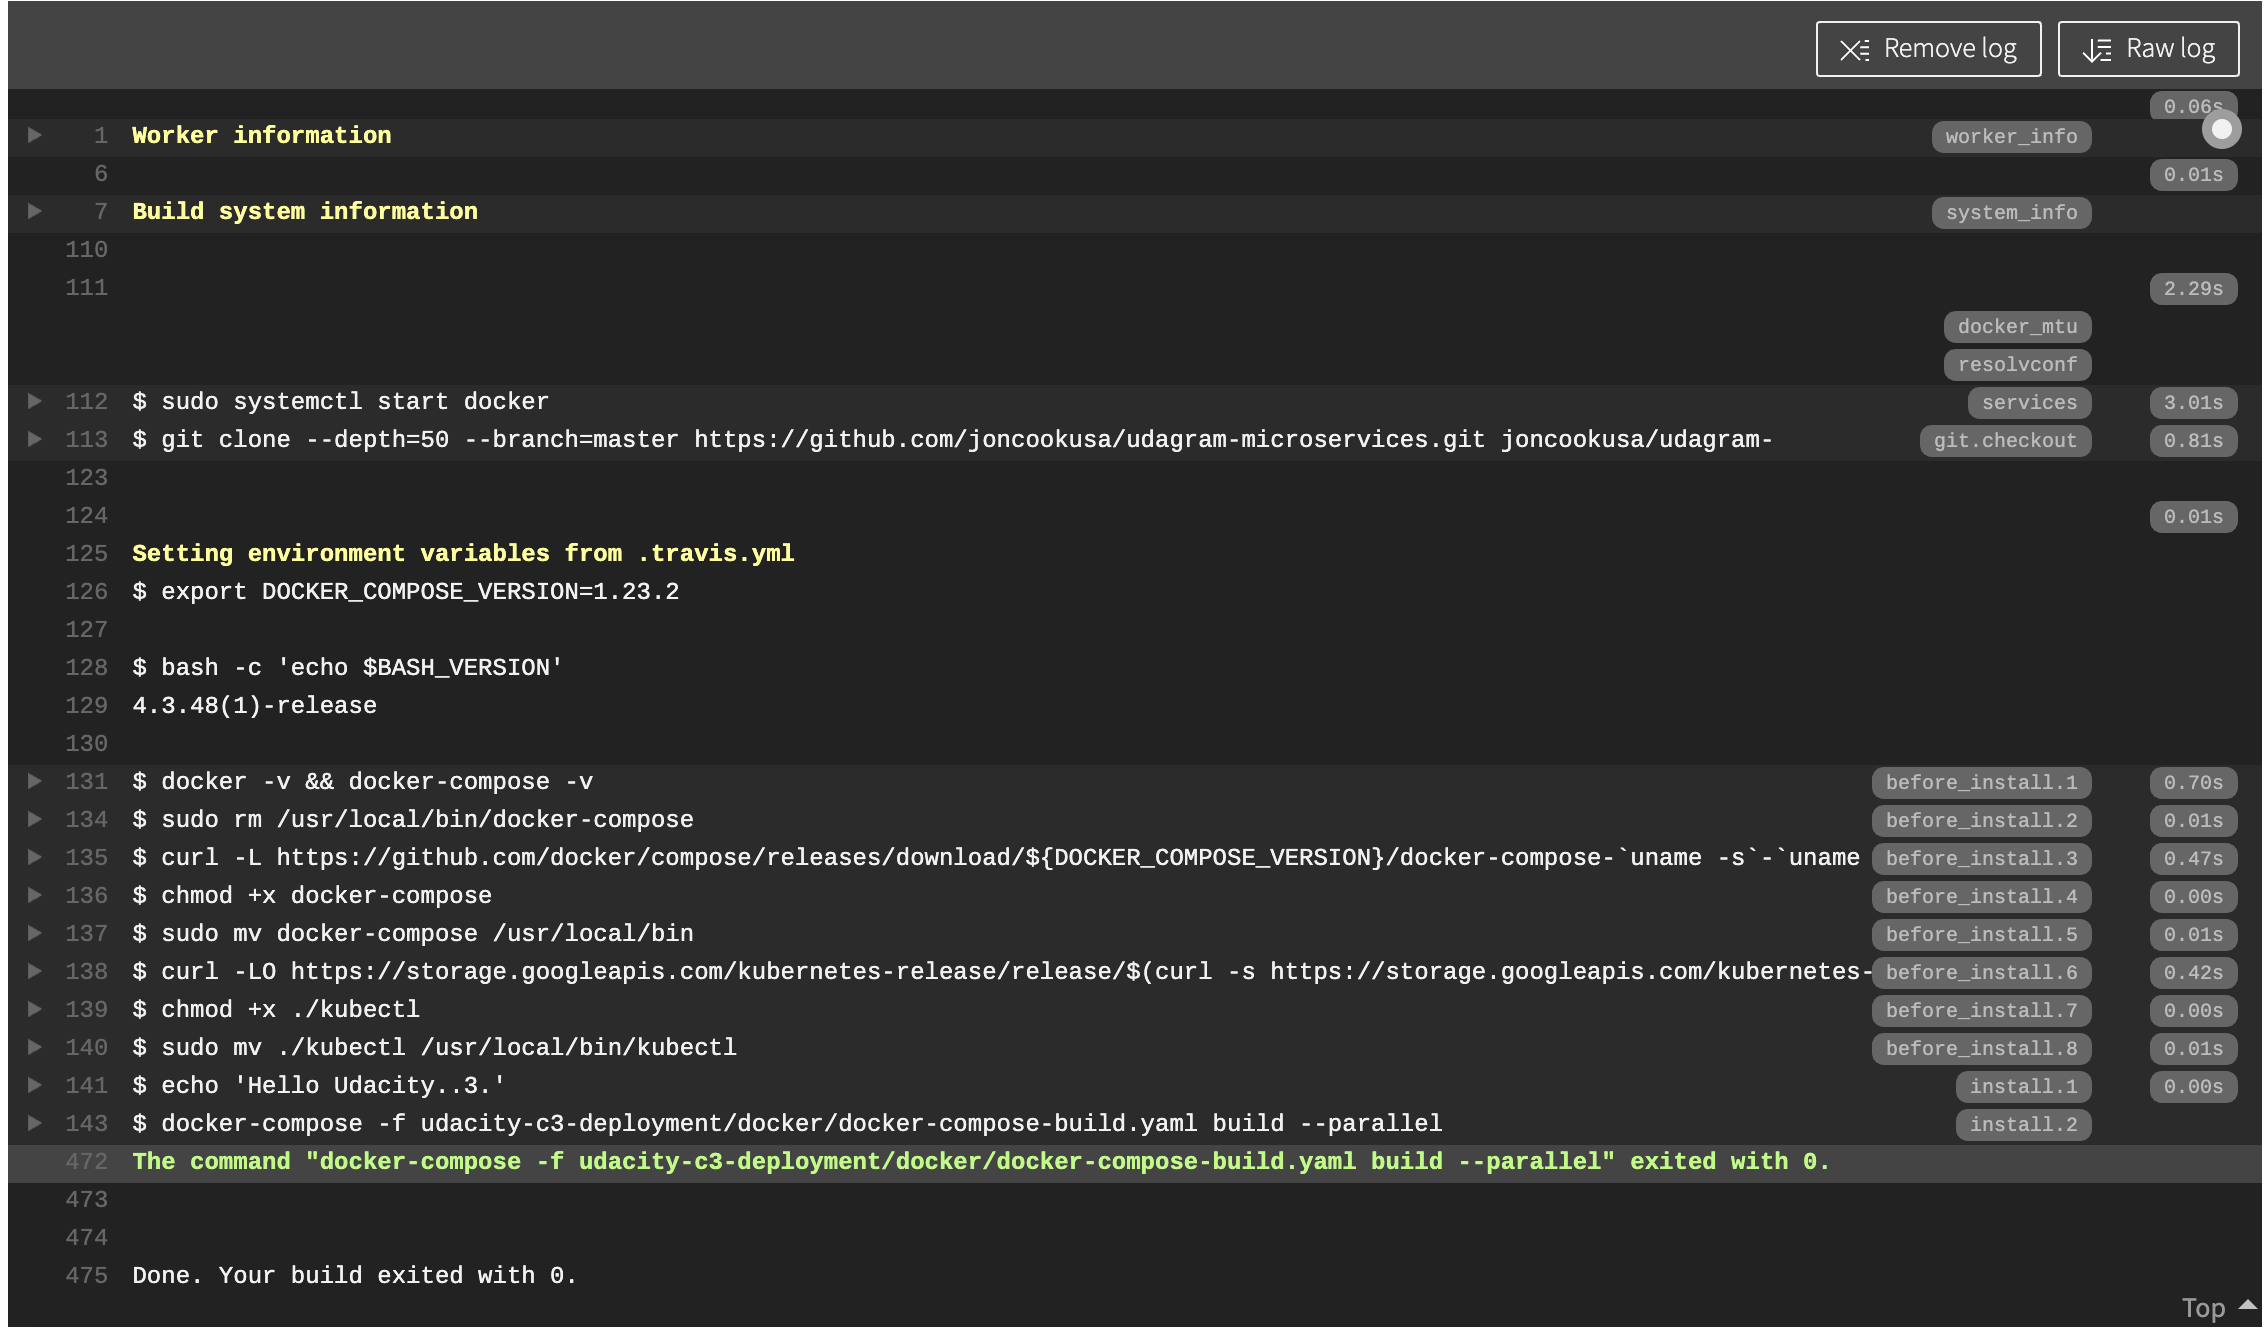 Remove log Raw log
0.06s
1 Worker information worker_info
6 0.01s
7 Build system information system_info
110
111 2.29s
docker_mtu
resolvconf
112 $ sudo systemctl start docker services 3.01s
113 $ git clone --depth=50 --branch=master https://github.com/joncookusa/udagram-microservices.git joncookusa/udagram- git.checkout 0.81s
123
124 0.01s
125 Setting environment variables from .travis.yml
126 $ export DOCKER_COMPOSE_VERSION=1.23.2
127
128 $ bash -c 'echo $BASH_VERSION'
129 4.3.48(1)-release
130
131 $ docker -v && docker-compose -v before_install.1 0.70s
134 $ sudo rm /usr/local/bin/docker-compose before_install.2 0.01s
135 $ curl -L https://github.com/docker/compose/releases/download/${DOCKER_COMPOSE_VERSION}/docker-compose-`uname -s`-`uname before_install.3 0.47s
136 $ chmod +x docker-compose before_install.4 0.00s
137 $ sudo mv docker-compose /usr/local/bin before_install.5 0.01s
138 $ curl -LO https://storage.googleapis.com/kubernetes-release/release/$(curl -s https://storage.googleapis.com/kubernetes- before_install.6 0.42s
139 $ chmod +x ./kubectl before_install.7 0.00s
140 $ sudo mv ./kubectl /usr/local/bin/kubectl before_install.8 0.01s
141 $ echo 'Hello Udacity..3.' install.1 0.00s
143 $ docker-compose -f udacity-c3-deployment/docker/docker-compose-build.yaml build --parallel install.2
472 The command "docker-compose -f udacity-c3-deployment/docker/docker-compose-build.yaml build --parallel" exited with 0.
473
474
475 Done. Your build exited with 0.
Top